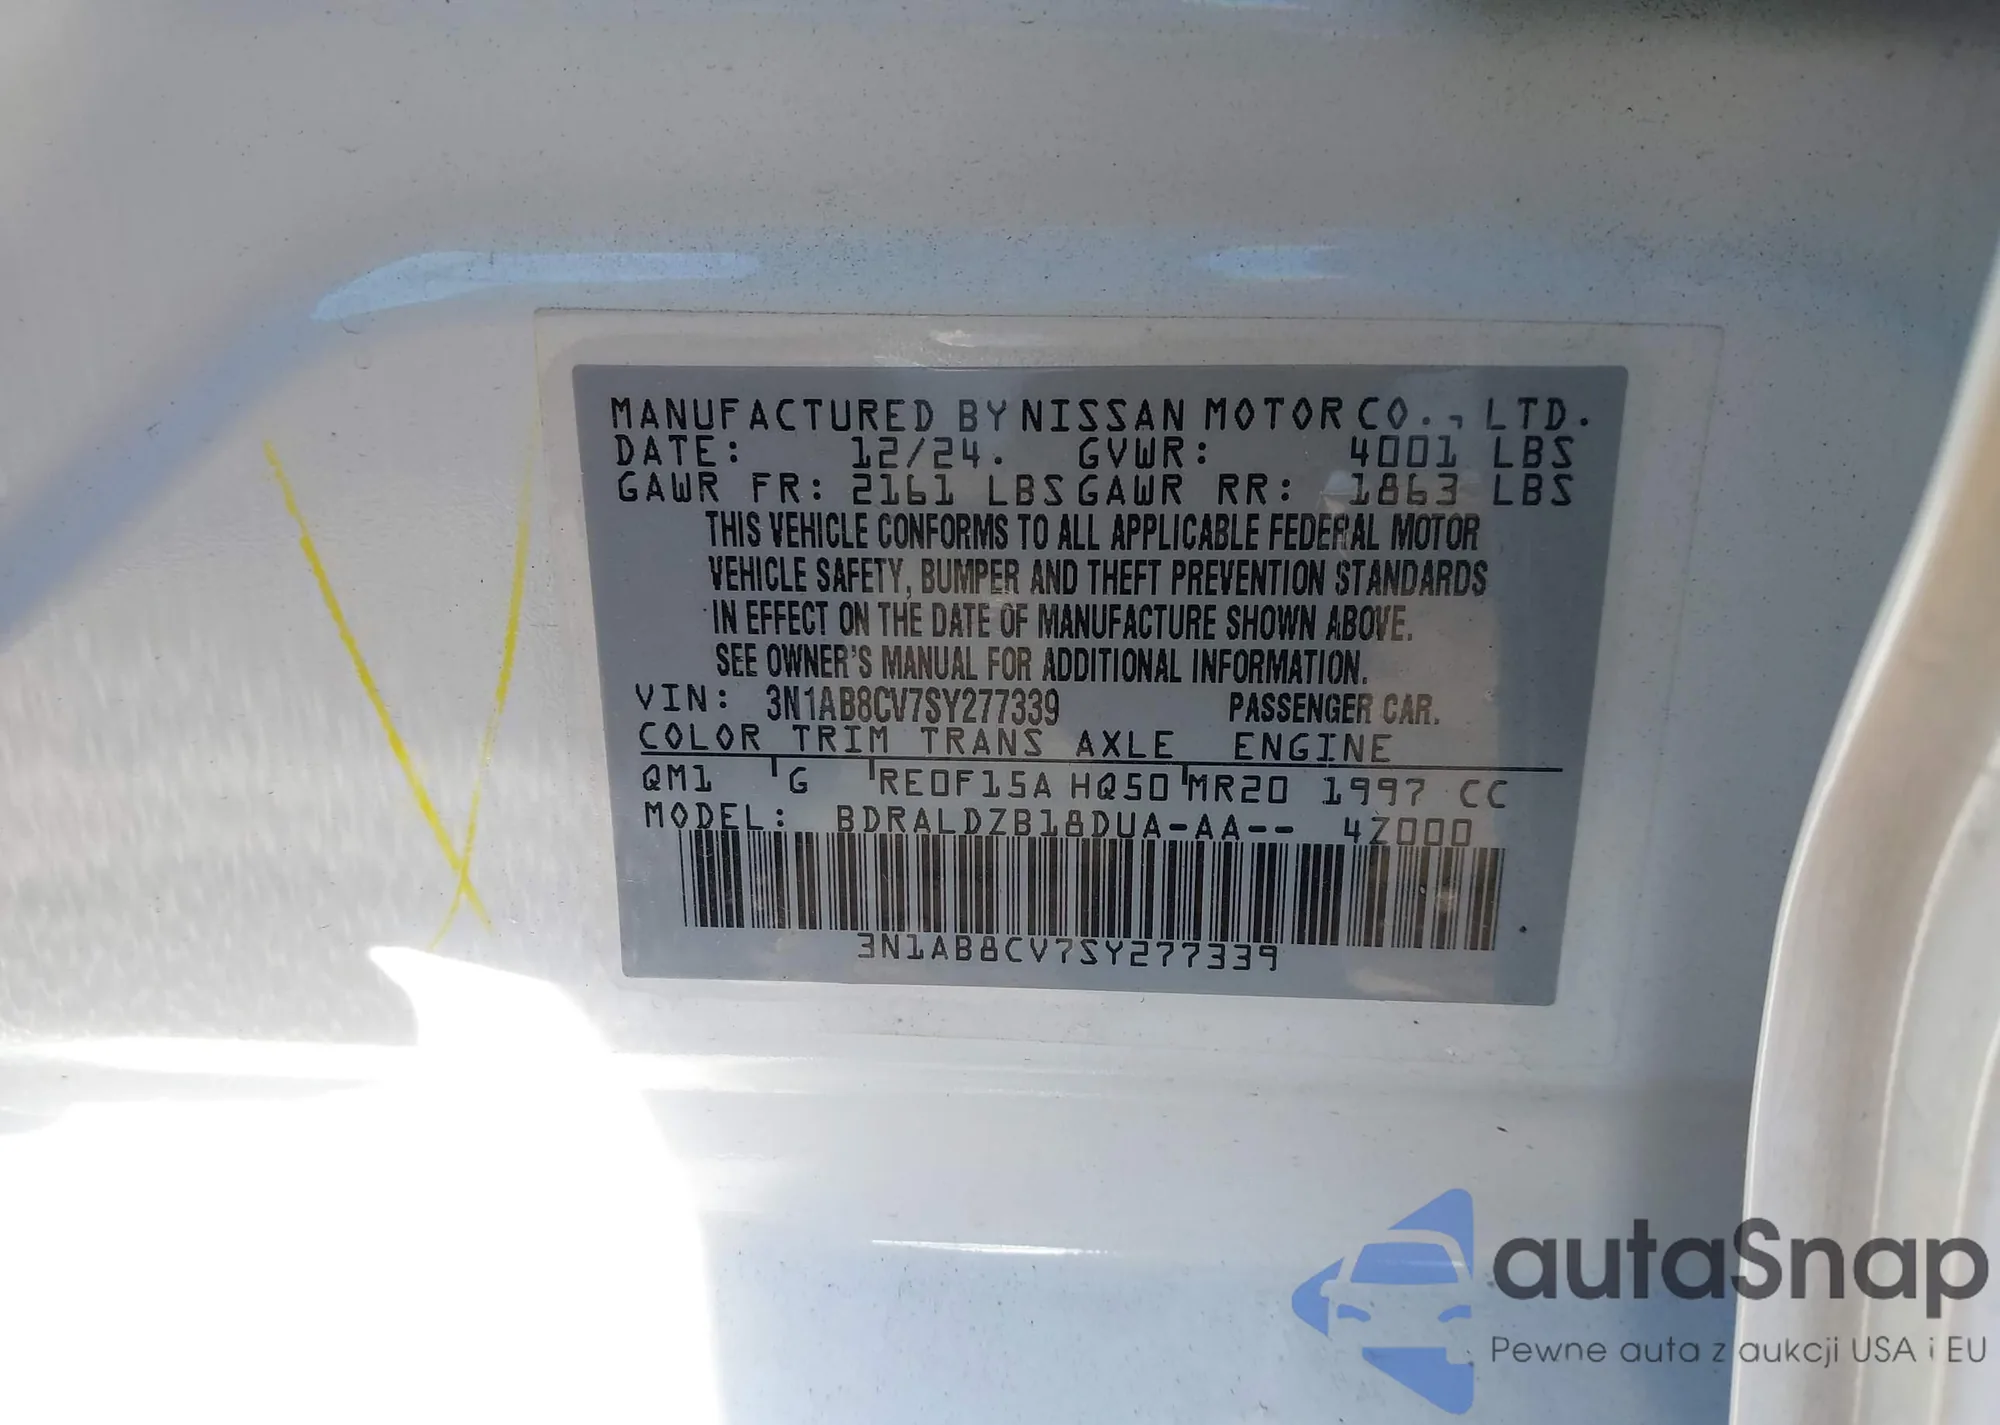 MANUFACTURED BY NISSAN MOTOR CO., LTD.
DATE: 12/24. GVWR: 4001 LBS
GAWR FR: 2161 LBS GAWR RR: 1863 LBS
THIS VEHICLE CONFORMS TO ALL APPLICABLE FEDERAL MOTOR
VEHICLE SAFETY, BUMPER AND THEFT PREVENTION STANDARDS
IN EFFECT ON THE DATE OF MANUFACTURE SHOWN ABOVE.
SEE OWNER'S MANUAL FOR ADDITIONAL INFORMATION.
VIN: 3N1AB8CV7SY277339 PASSENGER CAR.
COLOR TRIM TRANS AXLE ENGINE
QM1 G RE0F15A HQ50 MR20 1997 CC
MODEL: BDRALDZB18DUA-AA-- 4Z000
3N1AB8CV7SY277339
autaSnap
Pewne auta z aukcji USA i EU